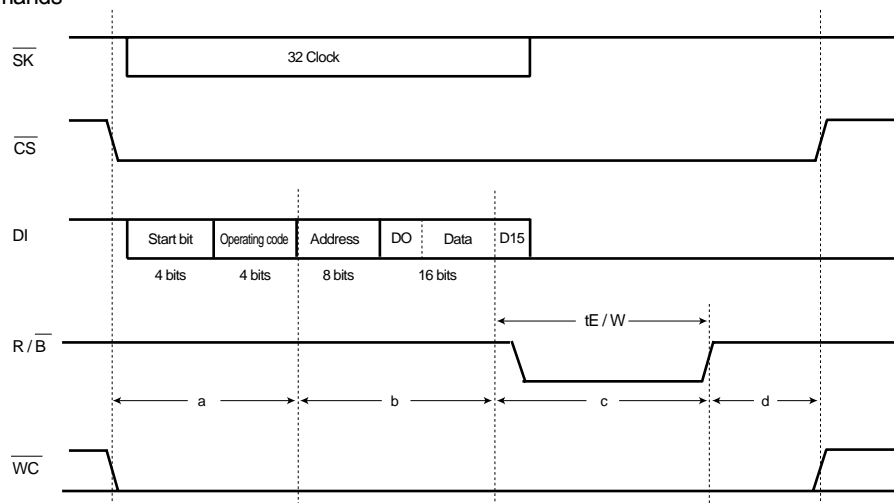 SK
32 Clock
CS
DI
Start bit
Operating code
Address
DO
Data
D15
4 bits
4 bits
8 bits
16 bits
tE / W
R / B
a
b
c
d
WC